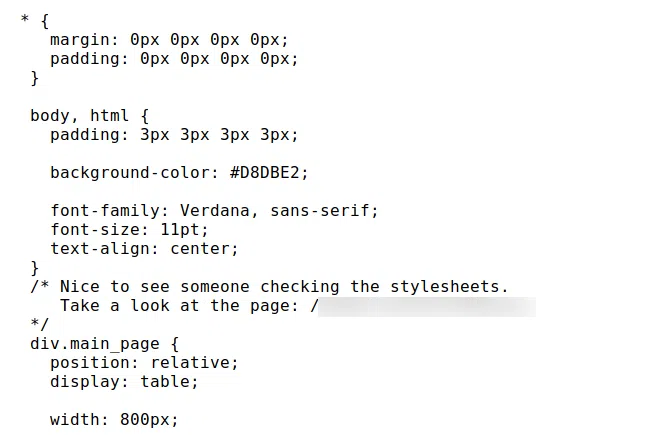 * {
margin: 0px 0px 0px 0px;
padding: 0px 0px 0px 0px;
}
body, html {
padding: 3px 3px 3px 3px;
background-color: #D8DBE2;
font-family: Verdana, sans-serif;
font-size: 11pt;
text-align: center;
}
/* Nice to see someone checking the stylesheets.
Take a look at the page: /
*/
div.main_page {
position: relative;
display: table;
width: 800px;